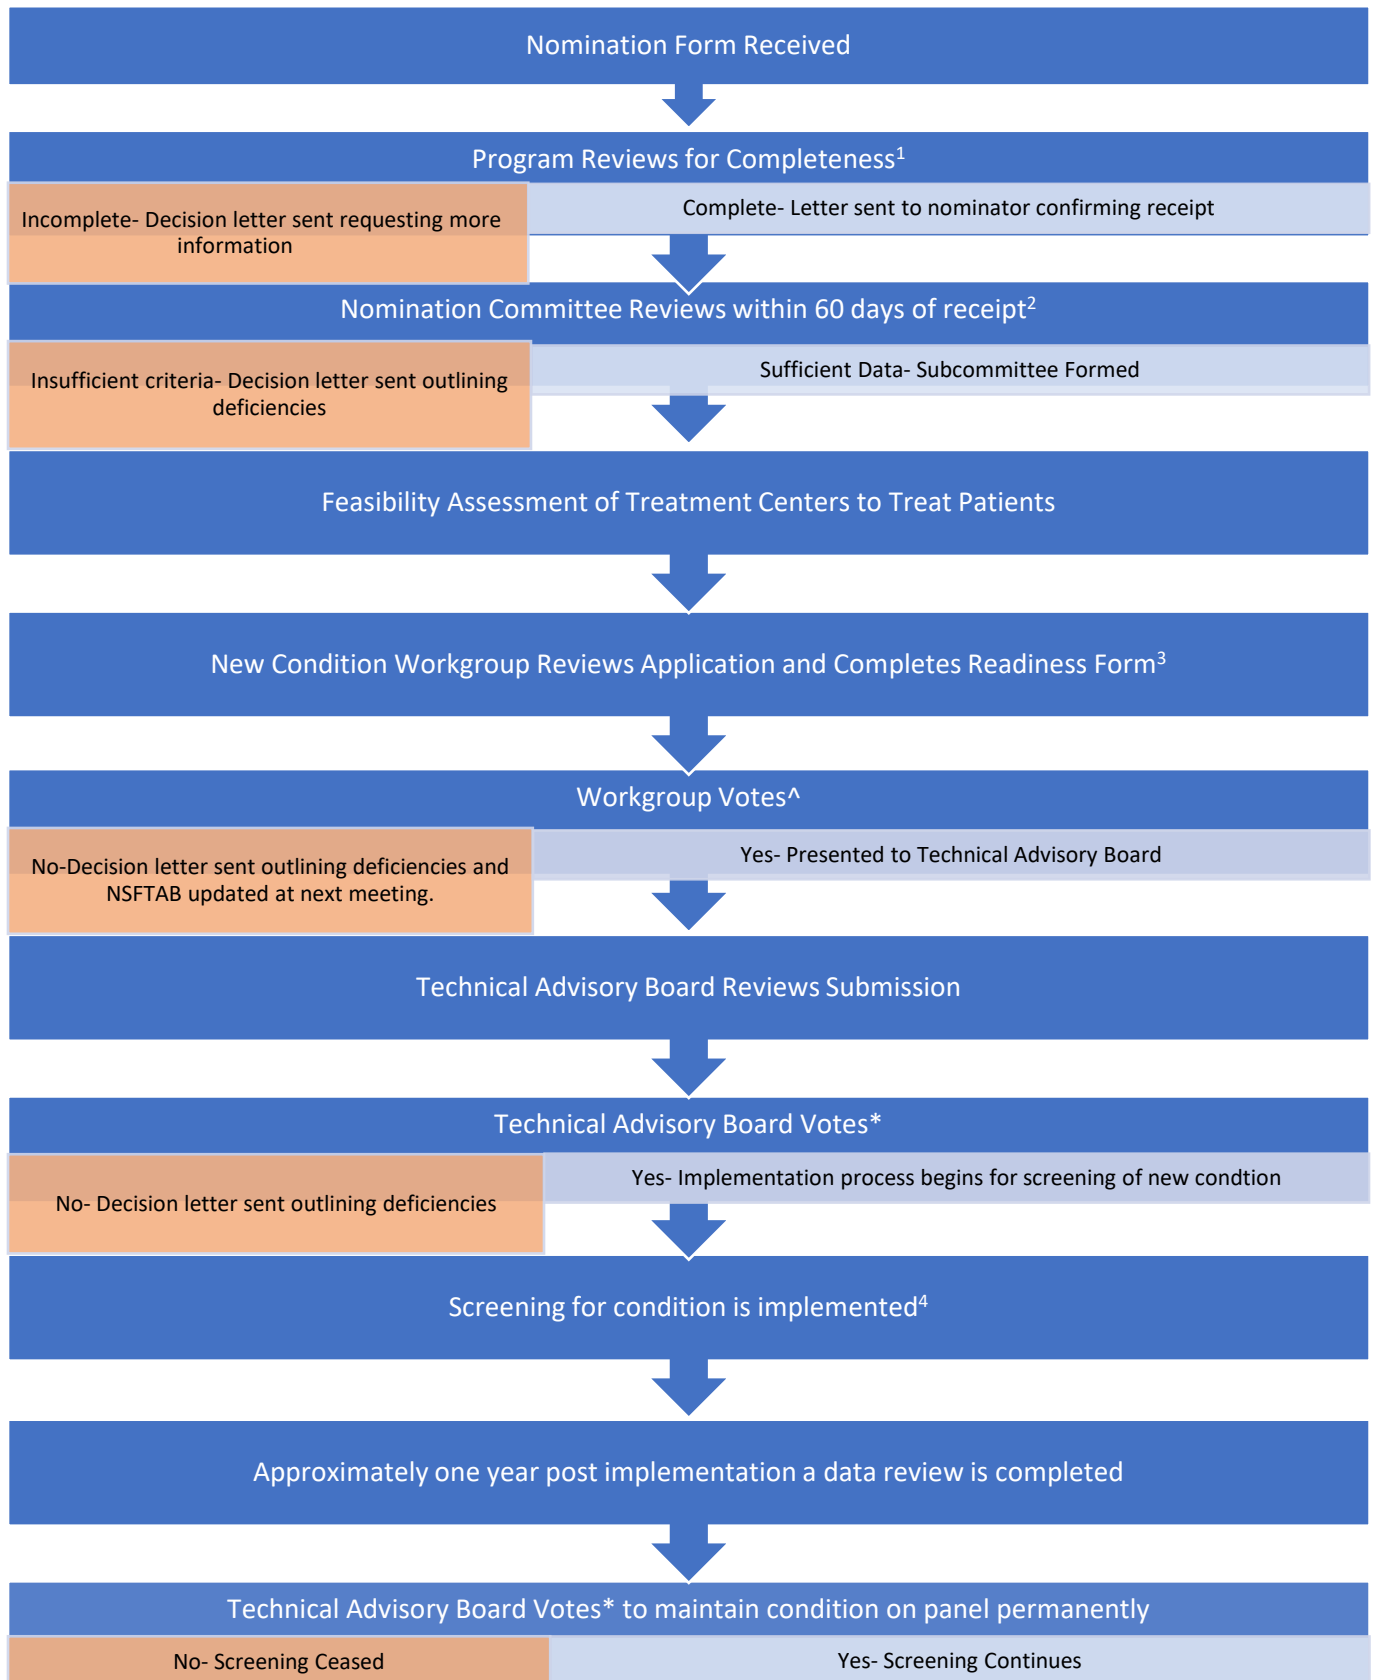 Nomination Form Received
Program Reviews for Completeness1
Incomplete- Decision letter sent requesting more
information
Complete- Letter sent to nominator confirming receipt
Nomination Committee Reviews within 60 days of receipt2
Insufficient criteria- Decision letter sent outlining
deficiencies
Sufficient Data- Subcommittee Formed
Feasibility Assessment of Treatment Centers to Treat Patients
New Condition Workgroup Reviews Application and Completes Readiness Form3
Workgroup Votes^
No-Decision letter sent outlining deficiencies and
NSFTAB updated at next meeting.
Yes- Presented to Technical Advisory Board
Technical Advisory Board Reviews Submission
Technical Advisory Board Votes*
No- Decision letter sent outlining deficiencies
Yes- Implementation process begins for screening of new condtion
Screening for condition is implemented4
Approximately one year post implementation a data review is completed
Technical Advisory Board Votes* to maintain condition on panel permanently
No- Screening Ceased
Yes- Screening Continues